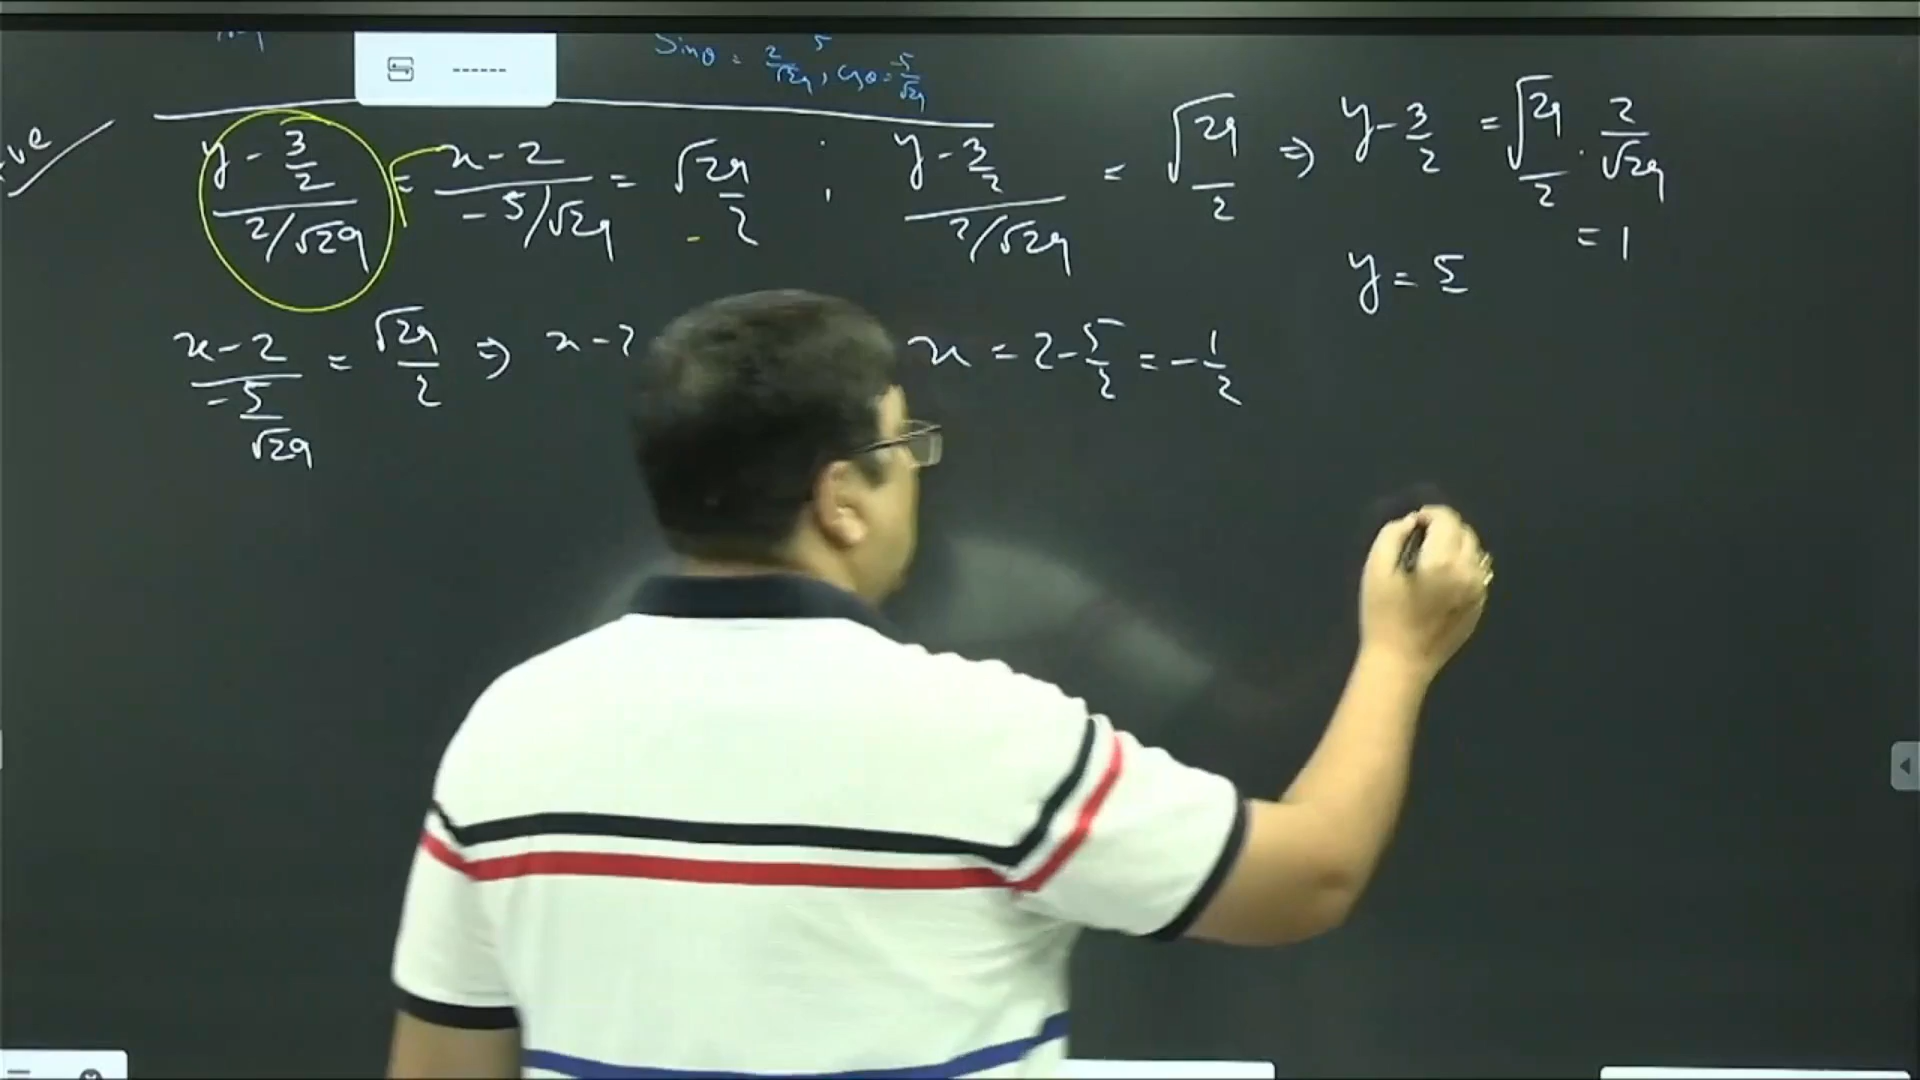 Sinθ = 2/√29, cosθ = -5/√29
ve
(y - 3/2)/(2/√29) = (x - 2)/(-5/√29) = √29/2 ; (y - 3/2)/(2/√29) = √29/2 ⇒ y - 3/2 = √29/2 · 2/√29
= 1
y = 5
(x - 2)/(-5/√29) = √29/2 ⇒ x - 2
x = 2 - 5/2 = -1/2